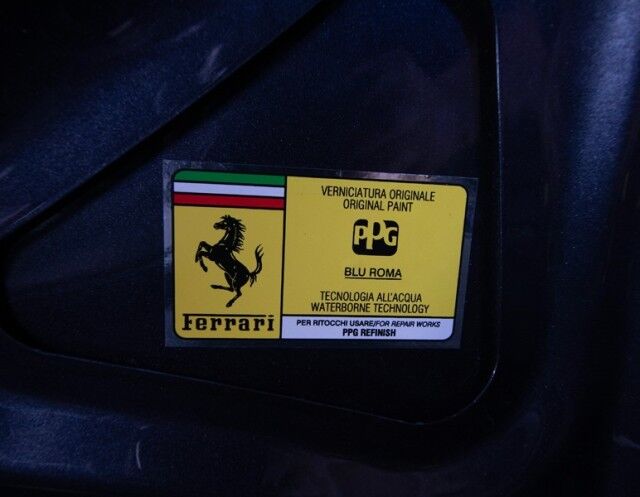 Ferrari
VERNICIATURA ORIGINALE
ORIGINAL PAINT
PPG
BLU ROMA
TECNOLOGIA ALL'ACQUA
WATERBORNE TECHNOLOGY
PER RITOCCHI USARE/FOR REPAIR WORKS
PPG REFINISH